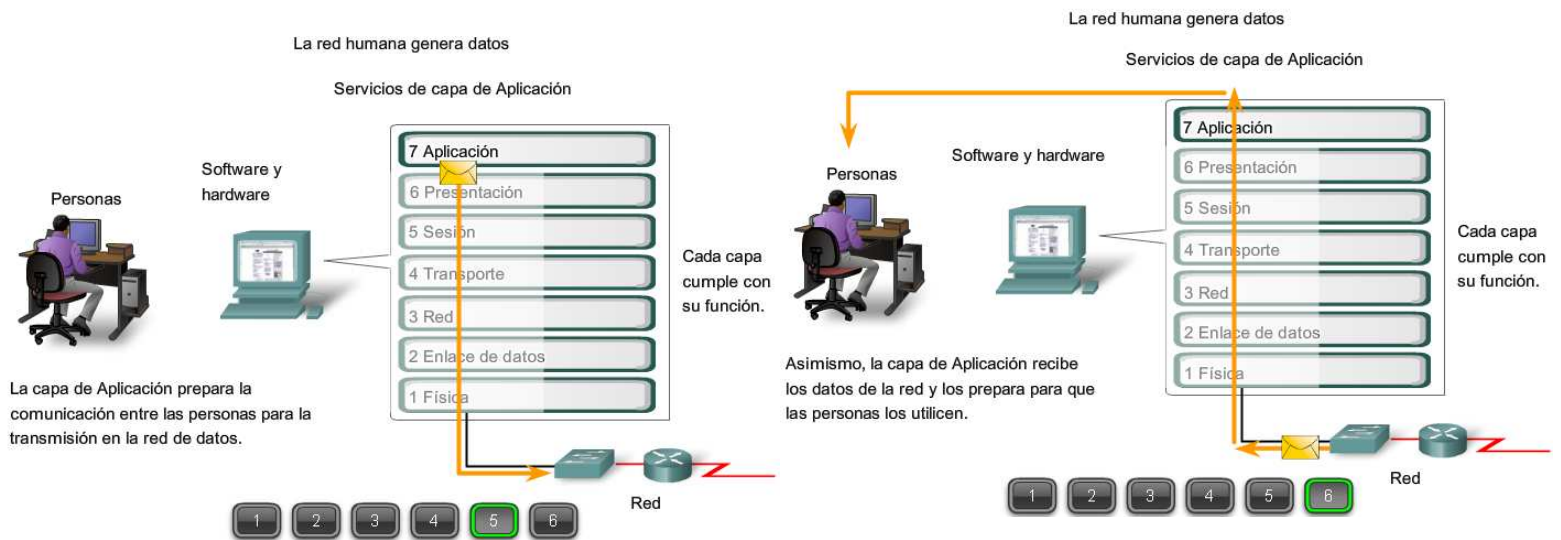 La red humana genera datos
Servicios de capa de Aplicación
7 Aplicación
6 Presentación
5 Sesión
4 Transporte
3 Red
2 Enlace de datos
1 Física
Software y
hardware
Personas
Cada capa
cumple con
su función.
La capa de Aplicación prepara la
comunicación entre las personas para la
transmisión en la red de datos.
Red
1 2 3 4 5 6
La red humana genera datos
Servicios de capa de Aplicación
7 Aplicación
6 Presentación
5 Sesión
4 Transporte
3 Red
2 Enlace de datos
1 Física
Software y hardware
Personas
Cada capa
cumple con
su función.
Asimismo, la capa de Aplicación recibe
los datos de la red y los prepara para que
las personas los utilicen.
Red
1 2 3 4 5 6